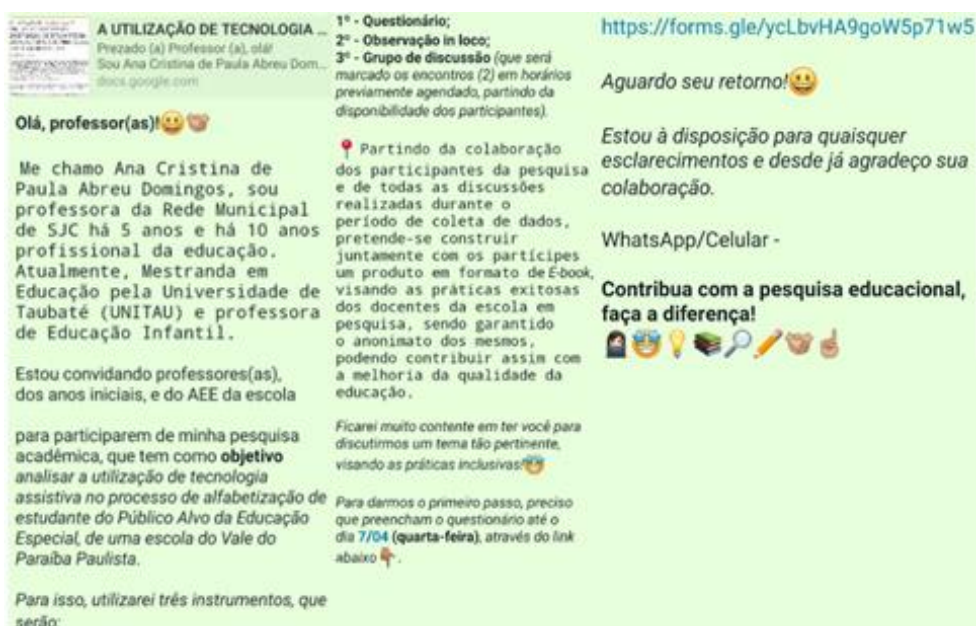 A UTILIZAÇÃO DE TECNOLOGIA ...
Prezado (a) Professor (a), olá!
Sou Ana Cristina de Paula Abreu Dom...
docs.google.com
Olá, professor(as)!😀🤝🏼
Me chamo Ana Cristina de
Paula Abreu Domingos, sou
professora da Rede Municipal
de SJC há 5 anos e há 10 anos
profissional da educação.
Atualmente, Mestranda em
Educação pela Universidade de
Taubaté (UNITAU) e professora
de Educação Infantil.
Estou convidando professores(as),
dos anos iniciais, e do AEE da escola
para participarem de minha pesquisa
acadêmica, que tem como objetivo
analisar a utilização de tecnologia
assistiva no processo de alfabetização de
estudante do Público Alvo da Educação
Especial, de uma escola do Vale do
Paraíba Paulista.
Para isso, utilizarei três instrumentos, que
serão:
1º - Questionário;
2º - Observação in loco;
3º - Grupo de discussão (que será
marcado os encontros (2) em horários
previamente agendado, partindo da
disponibilidade dos participantes).
📍 Partindo da colaboração
dos participantes da pesquisa
e de todas as discussões
realizadas durante o
período de coleta de dados,
pretende-se construir
juntamente com os partícipes
um produto em formato de E-book,
visando as práticas exitosas
dos docentes da escola em
pesquisa, sendo garantido
o anonimato dos mesmos,
podendo contribuir assim com
a melhoria da qualidade da
educação.
Ficarei muito contente em ter você para
discutirmos um tema tão pertinente,
visando as práticas inclusivas!🤓
Para darmos o primeiro passo, preciso
que preencham o questionário até o
dia 7/04 (quarta-feira), através do link
abaixo👇🏽.
https://forms.gle/ycLbvHA9goW5p71w5
Aguardo seu retorno!😀
Estou à disposição para quaisquer
esclarecimentos e desde já agradeço sua
colaboração.
WhatsApp/Celular -
Contribua com a pesquisa educacional,
faça a diferença!
👩🏻‍🎓🤓💡📚🔎✏️🤝🏼☝🏼